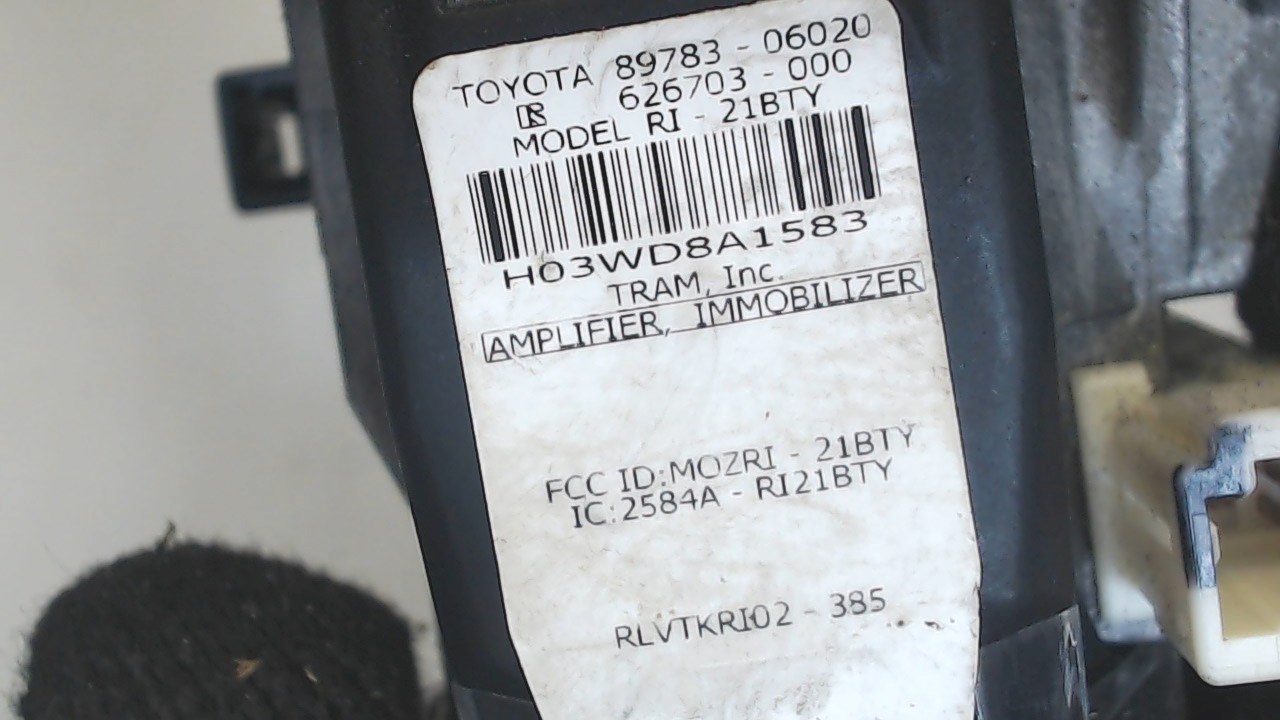 TOYOTA 89783 - 06020
R 626703 - 000
MODEL RI - 21BTY
H03WD8A1583
TRAM, Inc.
AMPLIFIER, IMMOBILIZER
FCC ID:MOZRI - 21BTY
IC:2584A - RI21BTY
RLVTKRI02 - 385